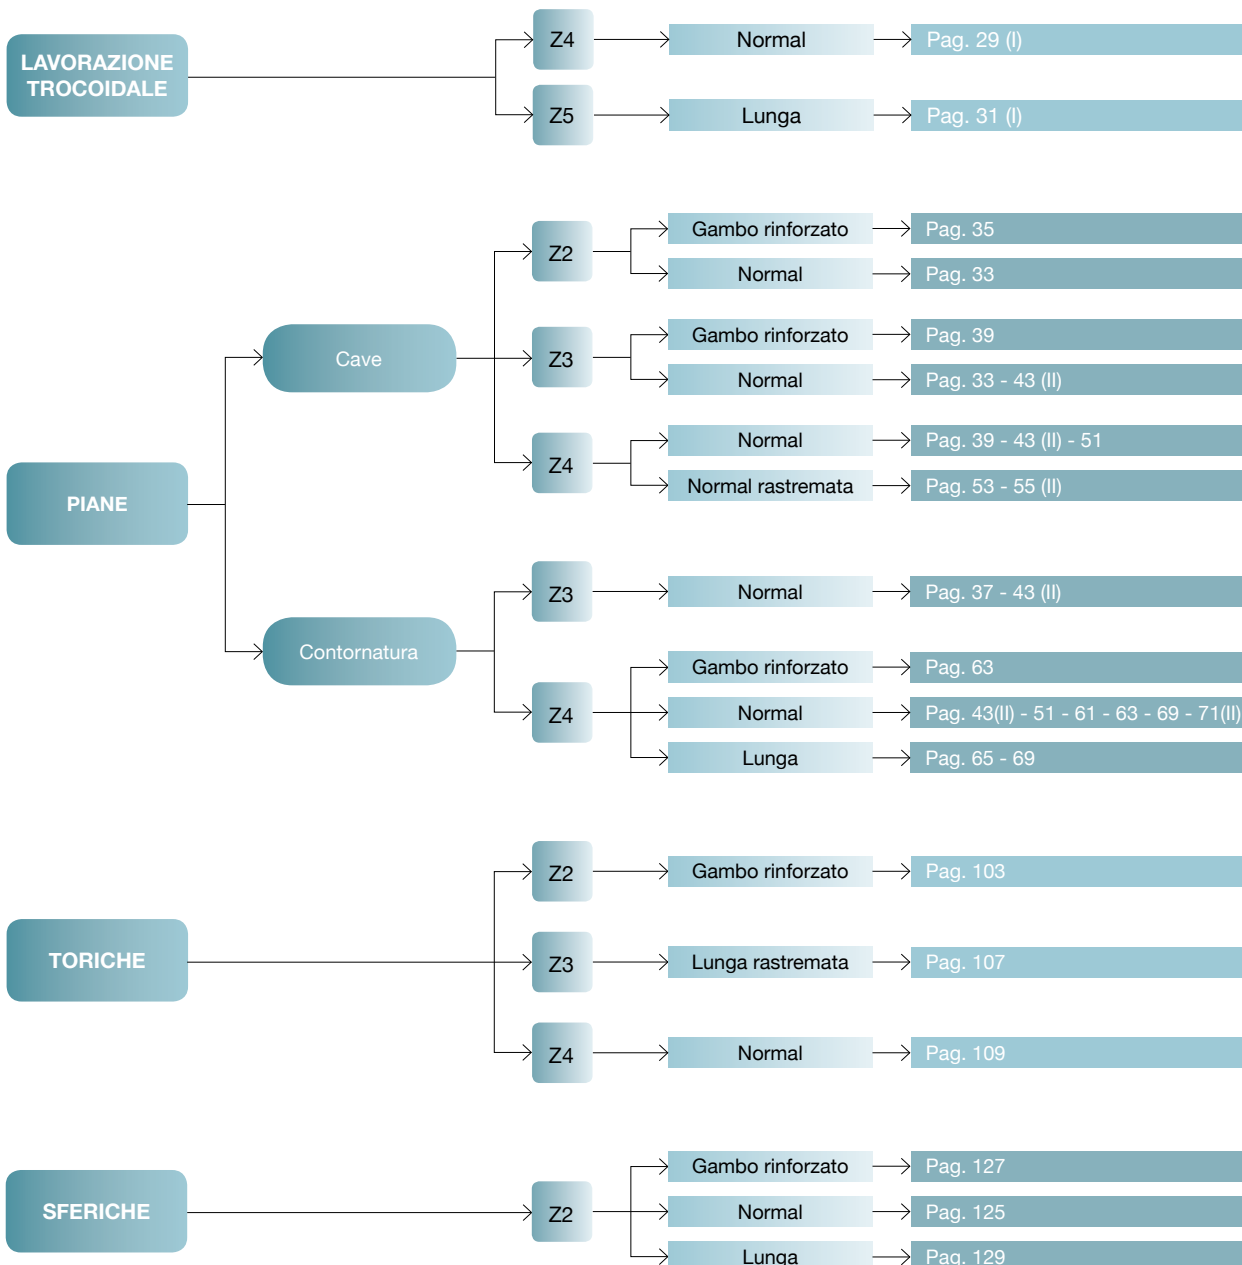 LAVORAZIONE
TROCOIDALE
Z4
Normal
Pag. 29 (I)
Z5
Lunga
Pag. 31 (I)
PIANE
Cave
Z2
Gambo rinforzato
Pag. 35
Normal
Pag. 33
Z3
Gambo rinforzato
Pag. 39
Normal
Pag. 33 - 43 (II)
Z4
Normal
Pag. 39 - 43 (II) - 51
Normal rastremata
Pag. 53 - 55 (II)
Contornatura
Z3
Normal
Pag. 37 - 43 (II)
Z4
Gambo rinforzato
Pag. 63
Normal
Pag. 43(II) - 51 - 61 - 63 - 69 - 71(II)
Lunga
Pag. 65 - 69
TORICHE
Z2
Gambo rinforzato
Pag. 103
Z3
Lunga rastremata
Pag. 107
Z4
Normal
Pag. 109
SFERICHE
Z2
Gambo rinforzato
Pag. 127
Normal
Pag. 125
Lunga
Pag. 129